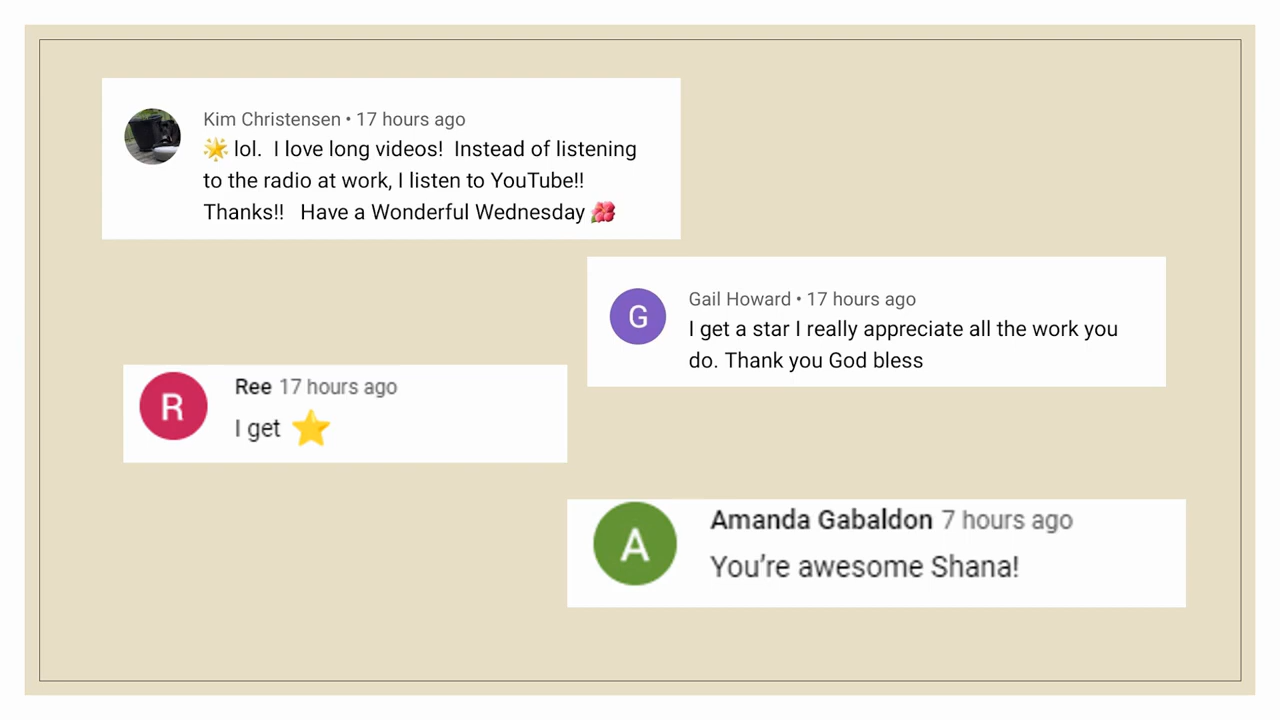 Kim Christensen • 17 hours ago
🌟 lol.  I love long videos!  Instead of listening
to the radio at work, I listen to YouTube!!
Thanks!!   Have a Wonderful Wednesday 🌺
G
Gail Howard • 17 hours ago
I get a star I really appreciate all the work you
do. Thank you God bless
R
Ree 17 hours ago
I get ⭐
A
Amanda Gabaldon 7 hours ago
You're awesome Shana!